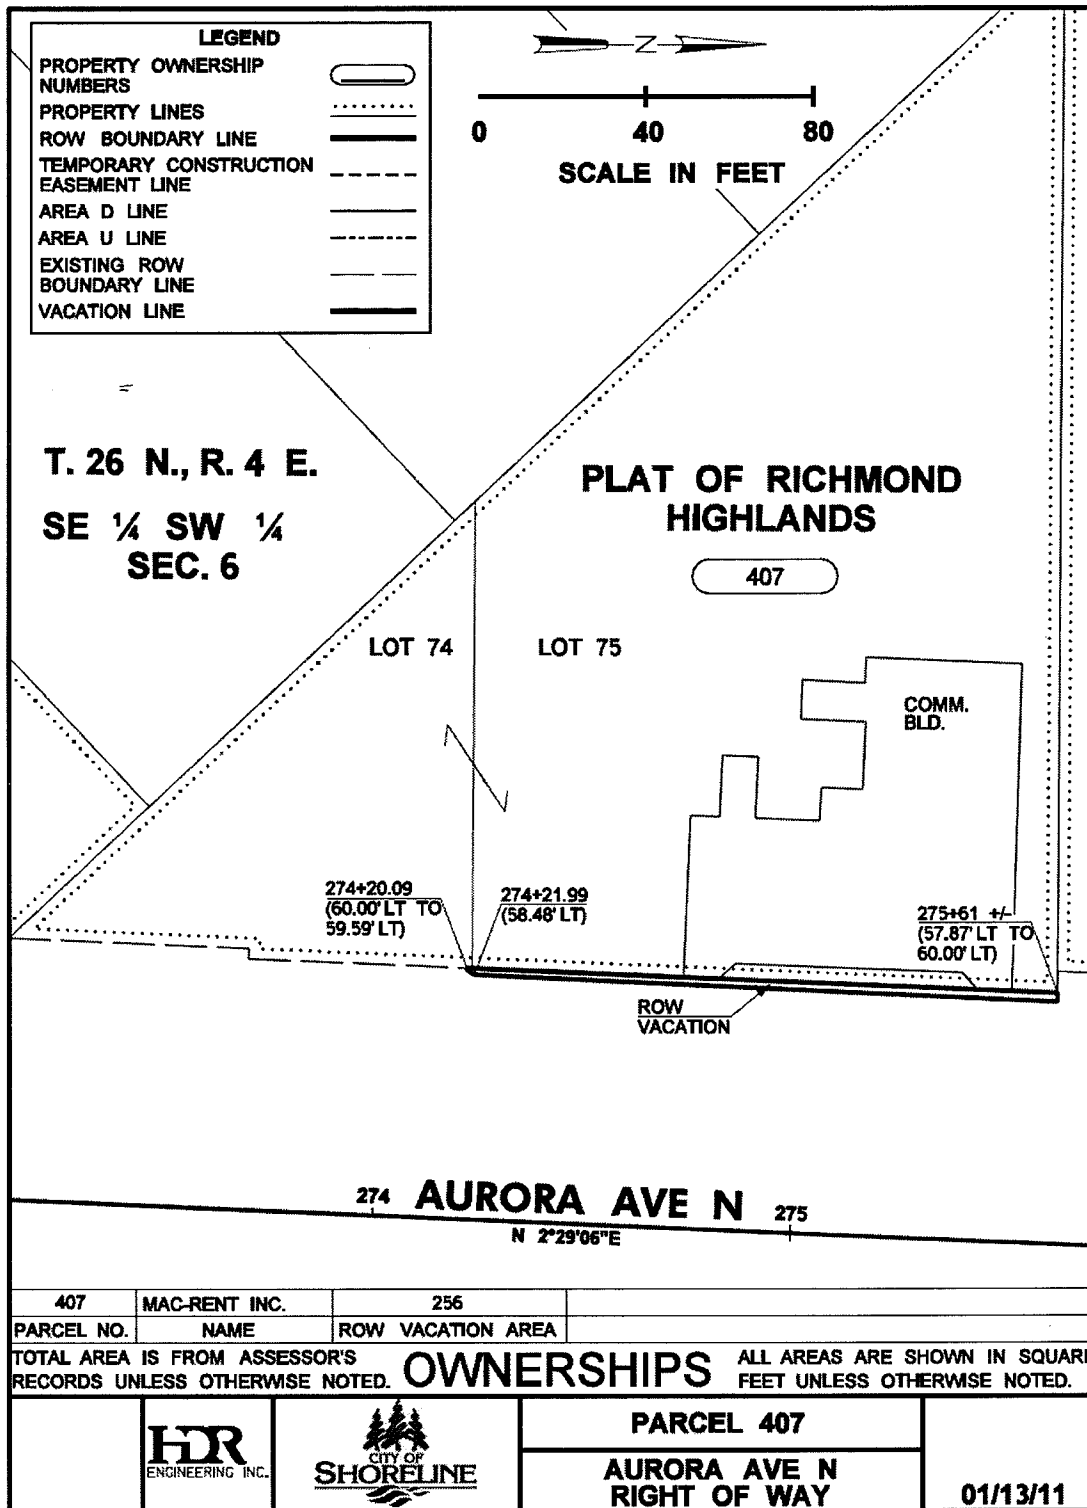 LEGEND
PROPERTY OWNERSHIP
NUMBERS
PROPERTY LINES
ROW BOUNDARY LINE
TEMPORARY CONSTRUCTION
EASEMENT LINE
AREA D LINE
AREA U LINE
EXISTING ROW
BOUNDARY LINE
VACATION LINE
N
0 40 80
SCALE IN FEET
T. 26 N., R. 4 E.
SE ¼ SW ¼
SEC. 6
PLAT OF RICHMOND
HIGHLANDS
407
LOT 74
LOT 75
COMM.
BLD.
274+20.09
(60.00' LT TO
59.59' LT)
274+21.99
(58.48' LT)
275+61 +/-
(57.87' LT TO
60.00' LT)
ROW
VACATION
274 AURORA AVE N 275
N 2°29'06"E
407 MAC-RENT INC. 256
PARCEL NO. NAME ROW VACATION AREA
TOTAL AREA IS FROM ASSESSOR'S
RECORDS UNLESS OTHERWISE NOTED.
OWNERSHIPS
ALL AREAS ARE SHOWN IN SQUARE
FEET UNLESS OTHERWISE NOTED.
HDR
ENGINEERING INC.
CITY OF
SHORELINE
PARCEL 407
AURORA AVE N
RIGHT OF WAY
01/13/11